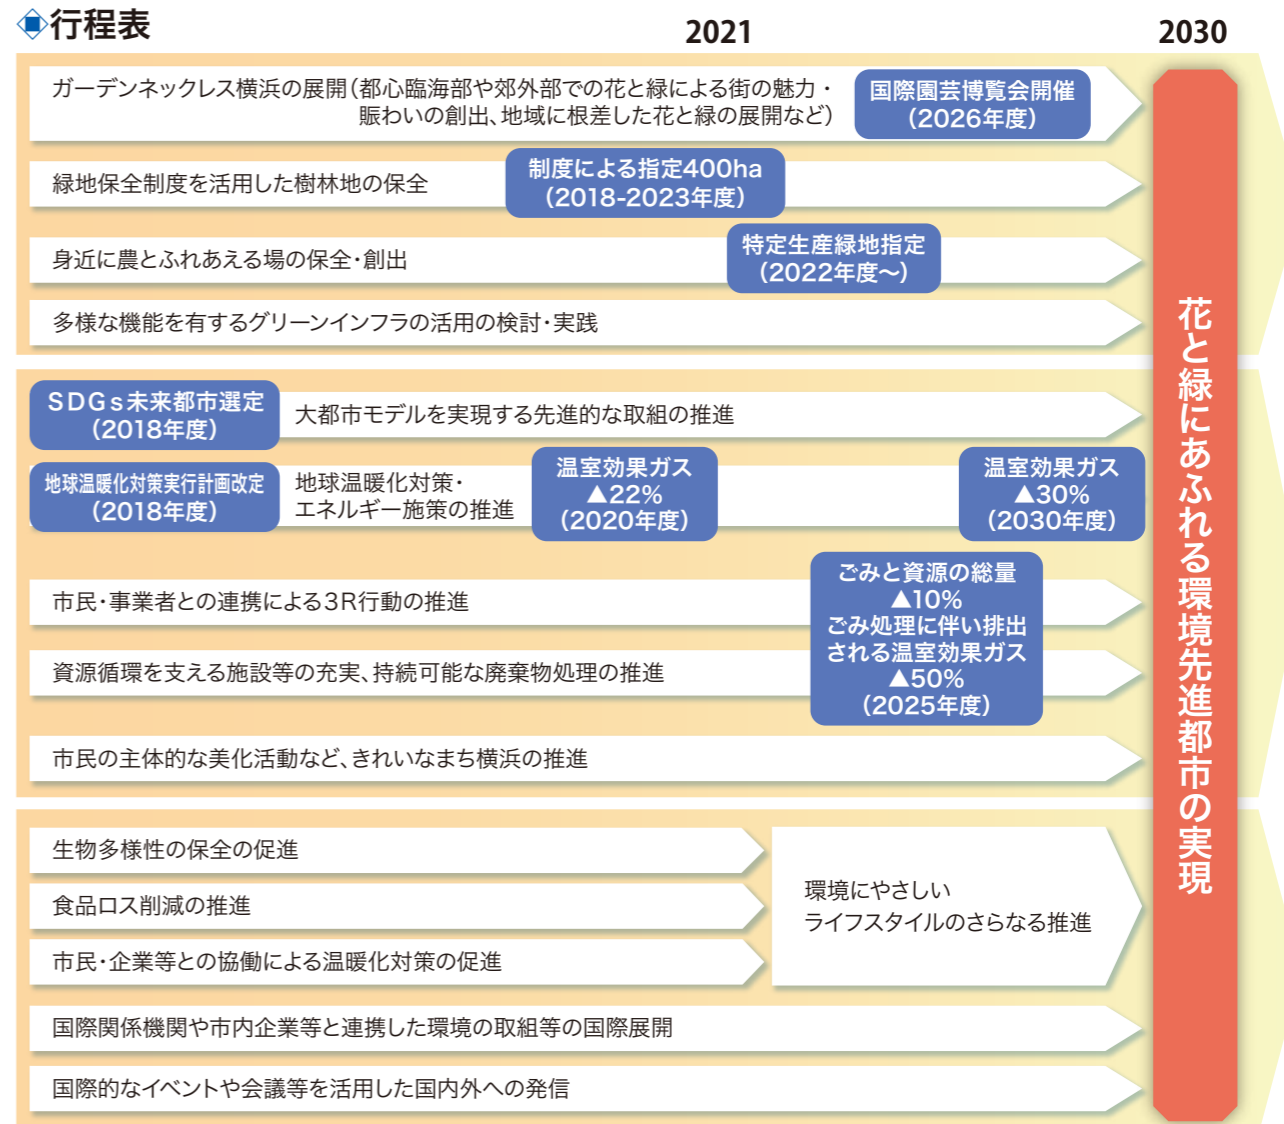 行程表
2021
2030
ガーデンネックレス横浜の展開（都心臨海部や郊外部での花と緑による街の魅力・
賑わいの創出、地域に根差した花と緑の展開など）
国際園芸博覧会開催
（2026年度）
緑地保全制度を活用した樹林地の保全
制度による指定400ha
（2018-2023年度）
身近に農とふれあえる場の保全・創出
特定生産緑地指定
（2022年度～）
多様な機能を有するグリーンインフラの活用の検討・実践
SDGs未来都市選定
（2018年度）
大都市モデルを実現する先進的な取組の推進
地球温暖化対策実行計画改定
（2018年度）
地球温暖化対策・
エネルギー施策の推進
温室効果ガス
▲22%
（2020年度）
温室効果ガス
▲30%
（2030年度）
市民・事業者との連携による3R行動の推進
資源循環を支える施設等の充実、持続可能な廃棄物処理の推進
ごみと資源の総量
▲10%
ごみ処理に伴い排出
される温室効果ガス
▲50%
（2025年度）
市民の主体的な美化活動など、きれいなまち横浜の推進
生物多様性の保全の促進
食品ロス削減の推進
市民・企業等との協働による温暖化対策の促進
環境にやさしい
ライフスタイルのさらなる推進
国際関係機関や市内企業等と連携した環境の取組等の国際展開
国際的なイベントや会議等を活用した国内外への発信
花と緑にあふれる環境先進都市の実現